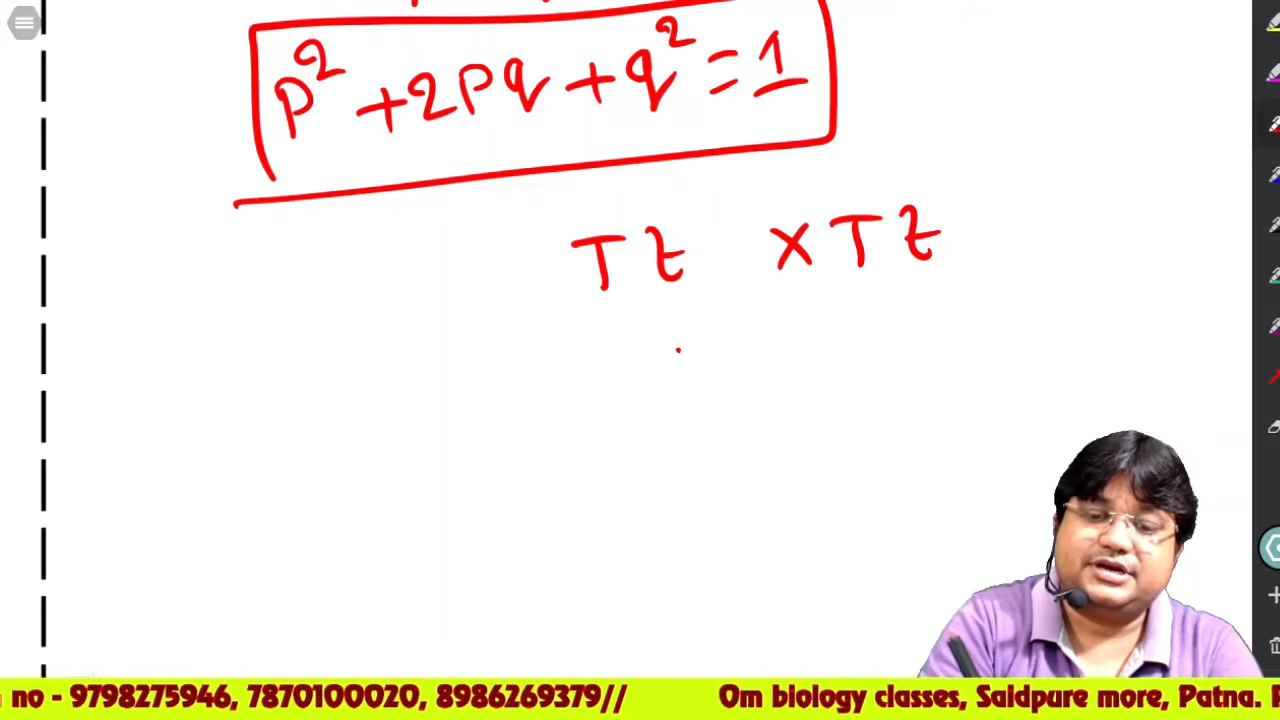 p² + 2pq + q² = 1
Tt × Tt
no - 9798275946, 7870100020, 8986269379// Om biology classes, Saidpure more, Patna.